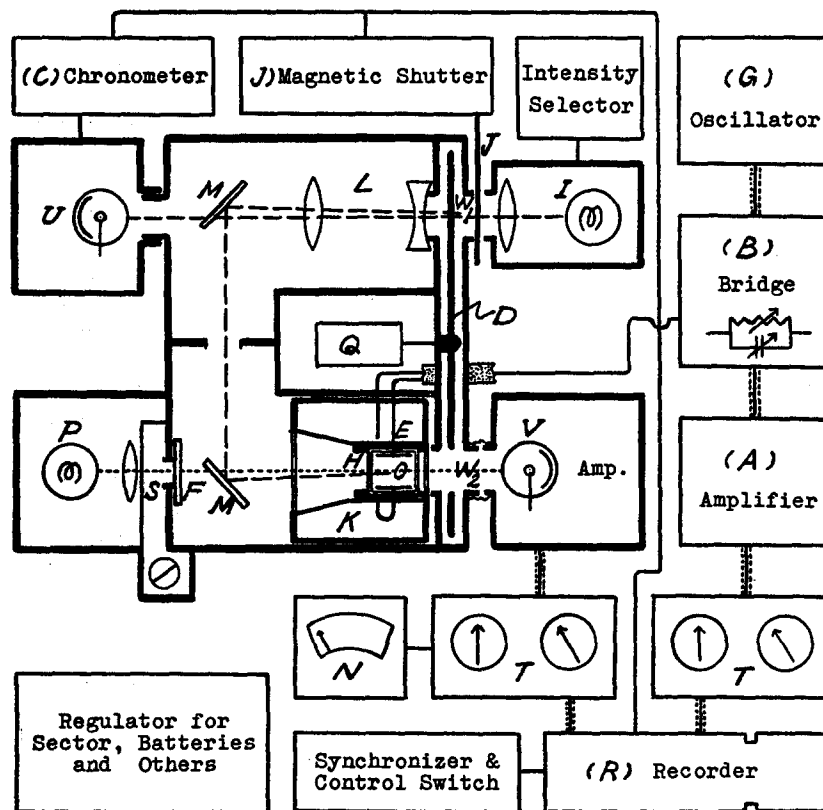 (C) Chronometer
J) Magnetic Shutter
Intensity
Selector
(G)
Oscillator
J
U
M
L
W₁
I
(B)
Bridge
D
Q
P
S
F
M
E
H
O
K
W₂
V
Amp.
(A)
Amplifier
N
T
T
Regulator for
Sector, Batteries
and Others
Synchronizer &
Control Switch
(R) Recorder